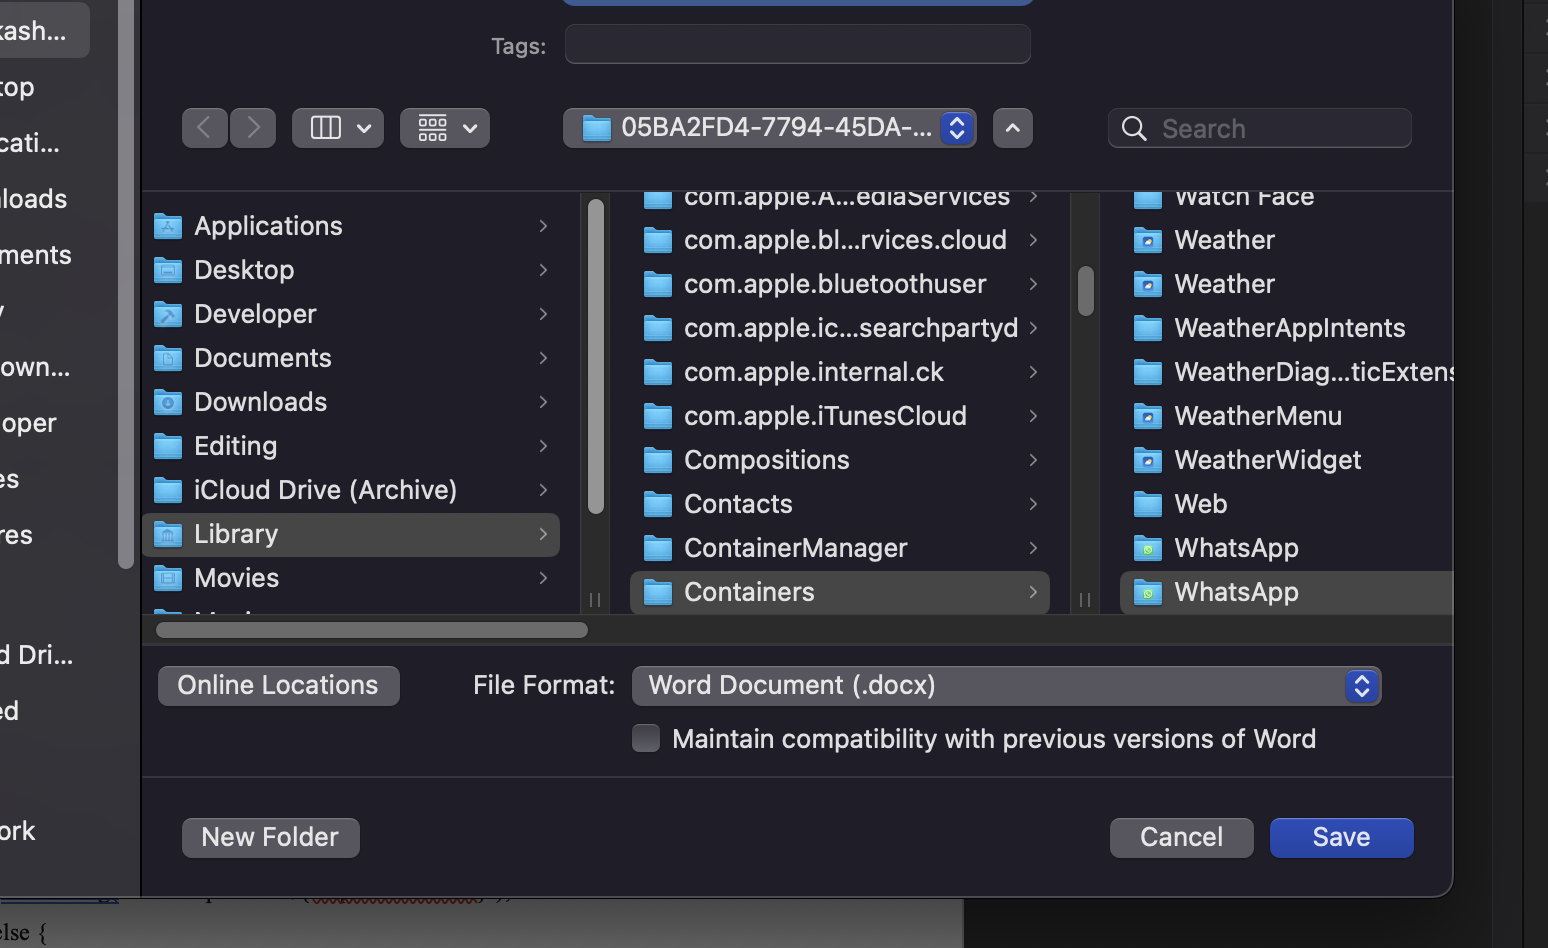 kash...
top
cati...
loads
ments
own...
oper
es
res
d Dri...
ed
ork
Tags:
05BA2FD4-7794-45DA-...
Search
Applications
Desktop
Developer
Documents
Downloads
Editing
iCloud Drive (Archive)
Library
Movies
com.apple.A...ediaServices
com.apple.bl...rvices.cloud
com.apple.bluetoothuser
com.apple.ic...searchpartyd
com.apple.internal.ck
com.apple.iTunesCloud
Compositions
Contacts
ContainerManager
Containers
Watch Face
Weather
Weather
WeatherAppIntents
WeatherDiag...ticExtens
WeatherMenu
WeatherWidget
Web
WhatsApp
WhatsApp
Online Locations
File Format:
Word Document (.docx)
Maintain compatibility with previous versions of Word
New Folder
Cancel
Save
else {